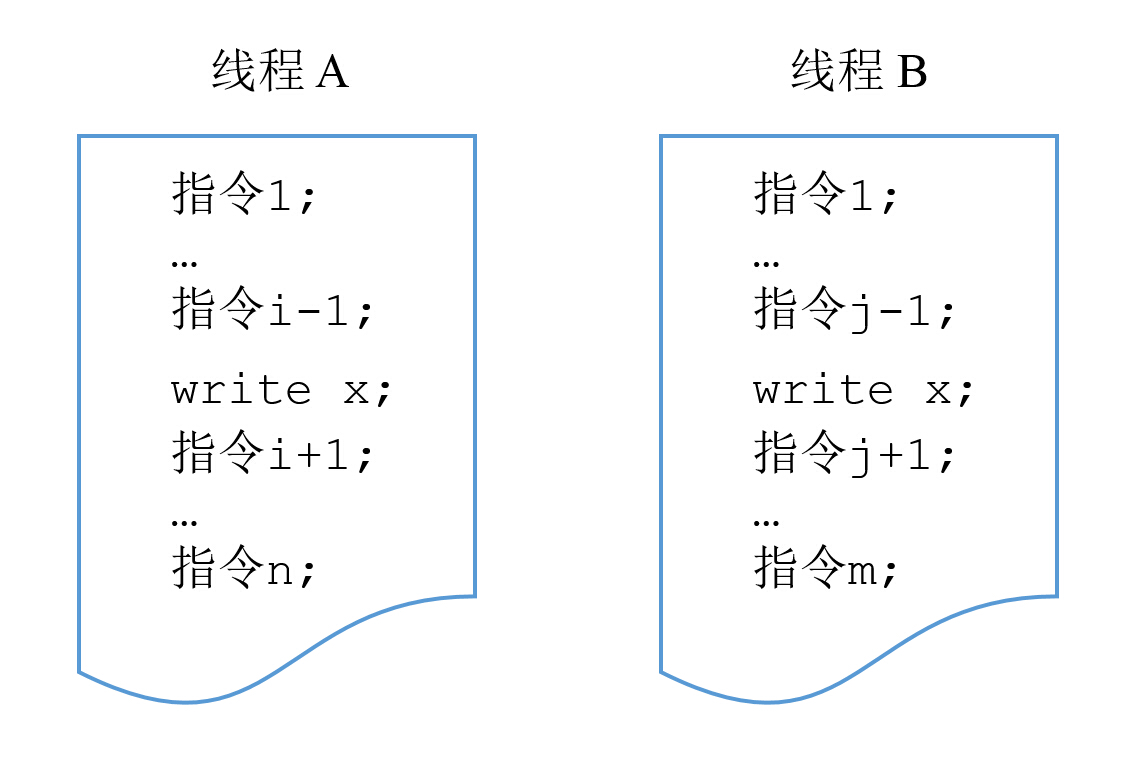 线程 A
指令1;
…
指令i-1;
write x;
指令i+1;
…
指令n;
线程 B
指令1;
…
指令j-1;
write x;
指令j+1;
…
指令m;